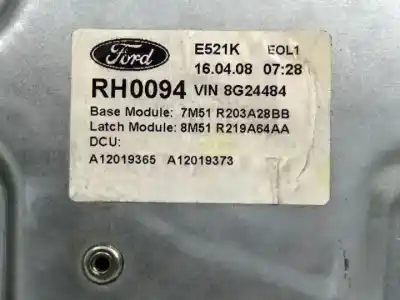 Ford E521K EOL1
16.04.08 07:28
RH0094 VIN 8G24484
Base Module: 7M51 R203A28BB
Latch Module: 8M51 R219A64AA
DCU:
A12019365 A12019373